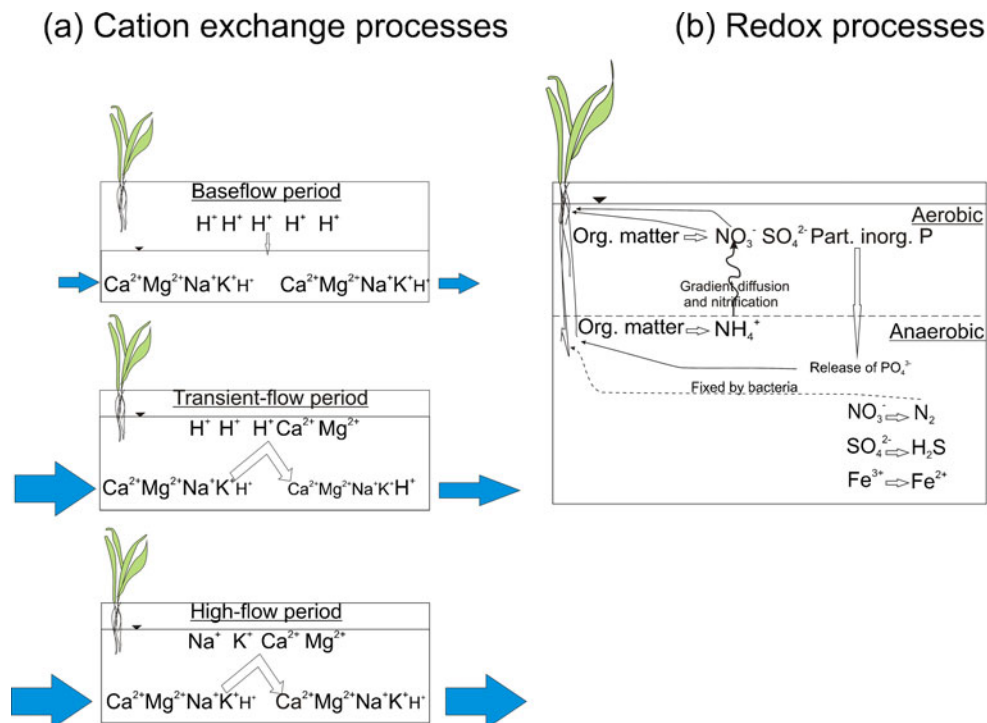 (a) Cation exchange processes
Baseflow period
H⁺ H⁺ H⁺ H⁺ H⁺
Ca²⁺Mg²⁺Na⁺K⁺H⁺ Ca²⁺Mg²⁺Na⁺K⁺H⁺
Transient-flow period
H⁺ H⁺ H⁺Ca²⁺ Mg²⁺
Ca²⁺Mg²⁺Na⁺K⁺H⁺ Ca²⁺Mg²⁺Na⁺K⁺H⁺
High-flow period
Na⁺ K⁺ Ca²⁺ Mg²⁺
Ca²⁺Mg²⁺Na⁺K⁺H⁺ Ca²⁺Mg²⁺Na⁺K⁺H⁺
(b) Redox processes
Aerobic
Org. matter ⇨ NO₃⁻ SO₄²⁻ Part. inorg. P
Gradient diffusion
and nitrification
Org. matter ⇨ NH₄⁺
Anaerobic
Release of PO₄³⁻
Fixed by bacteria
NO₃⁻ ⇨ N₂
SO₄²⁻ ⇨ H₂S
Fe³⁺ ⇨ Fe²⁺